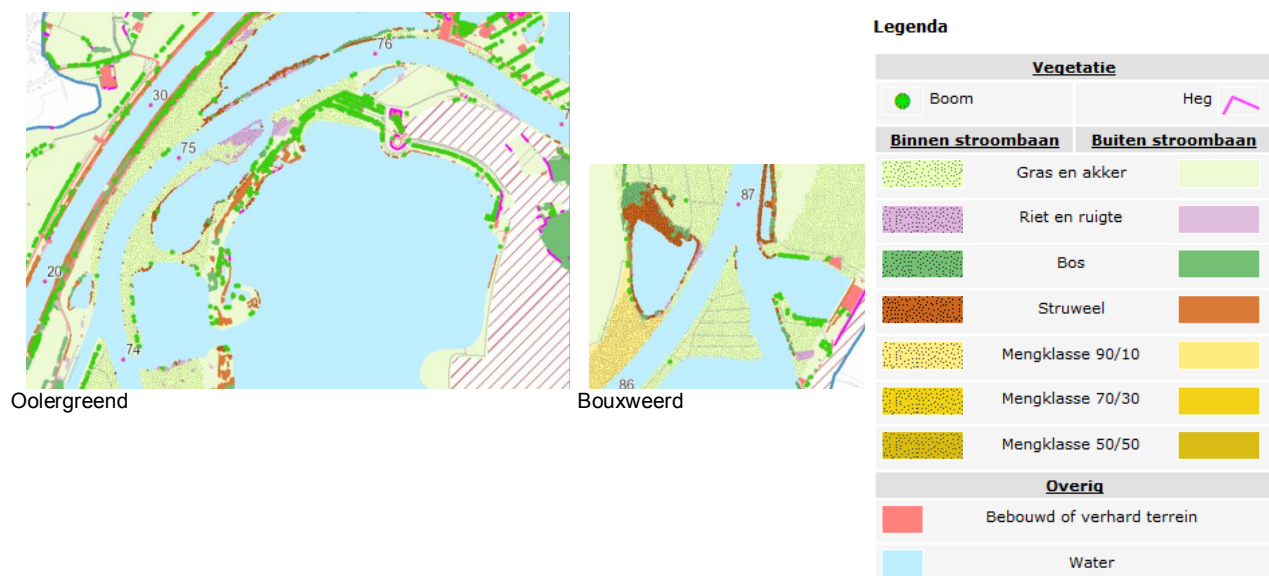 76
30
75
20
74
7
Oolergreend
87
86
Bouxweerd
Legenda
Vegetatie
Boom Heg
Binnen stroombaan Buiten stroombaan
Gras en akker
Riet en ruigte
Bos
Struweel
Mengklasse 90/10
Mengklasse 70/30
Mengklasse 50/50
Overig
Bebouwd of verhard terrein
Water